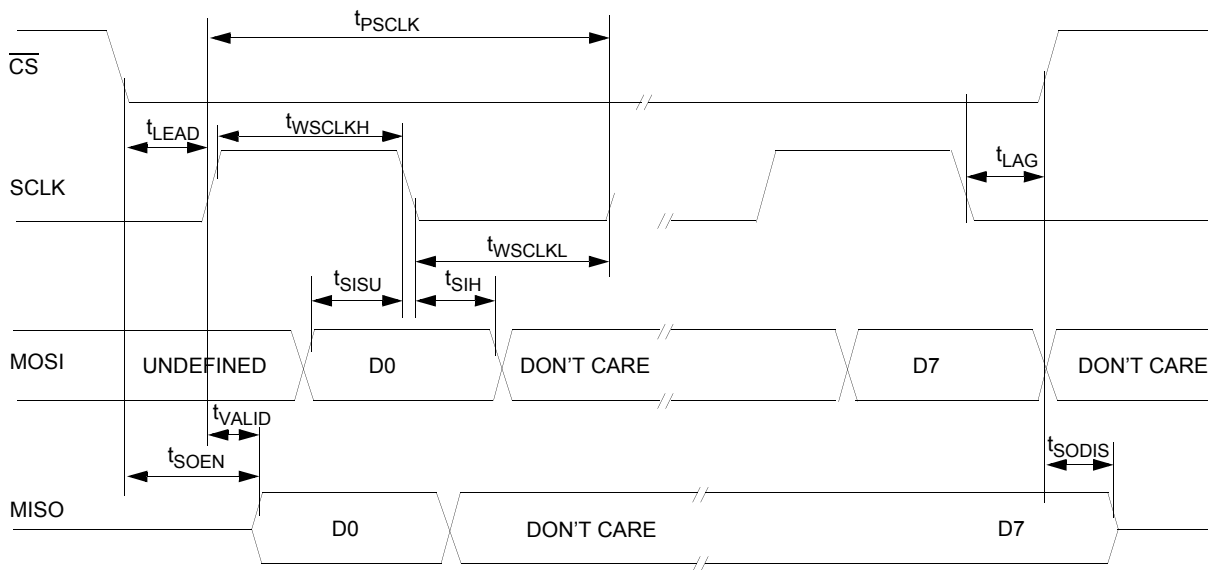 tPSCLK
CS
tLEAD
tWSCLKH
tLAG
SCLK
tWSCLKL
tSISU
tSIH
MOSI
UNDEFINED
D0
DON'T CARE
D7
DON'T CARE
tVALID
tSOEN
tSODIS
MISO
D0
DON'T CARE
D7